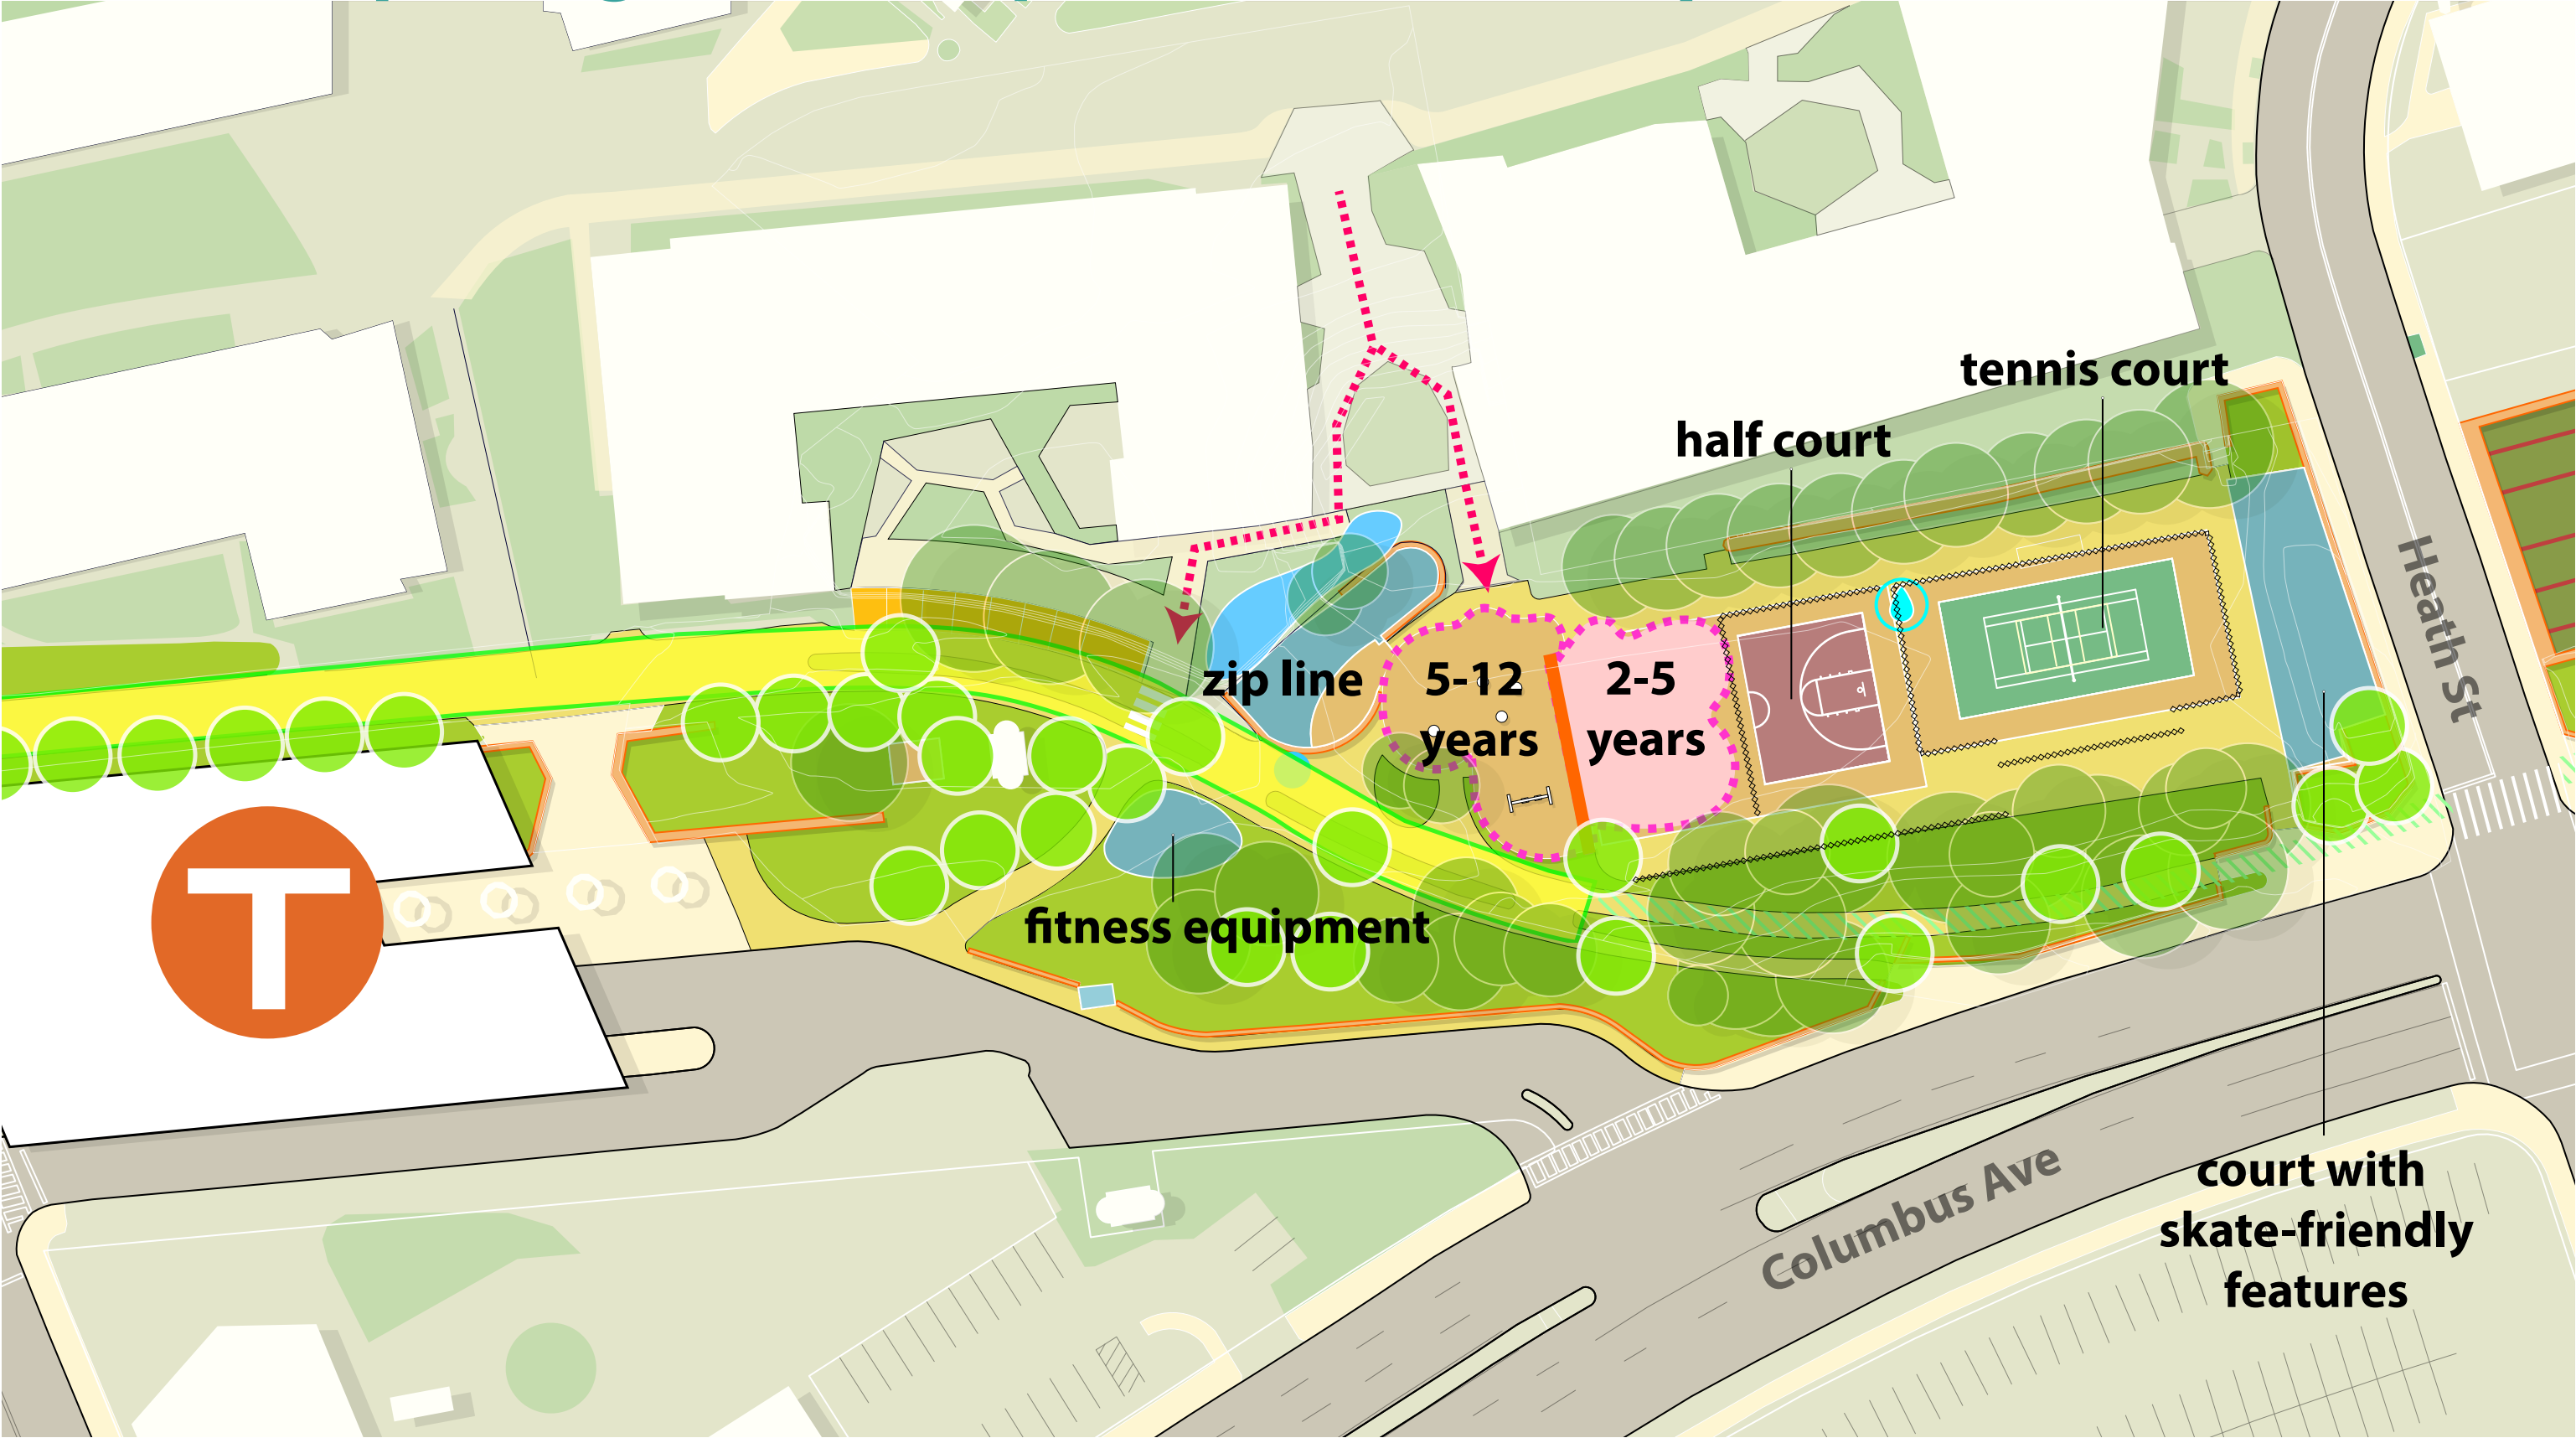 tennis court
half court
Heath St
zip line
5-12
years
2-5
years
T
fitness equipment
Columbus Ave
court with
skate-friendly
features